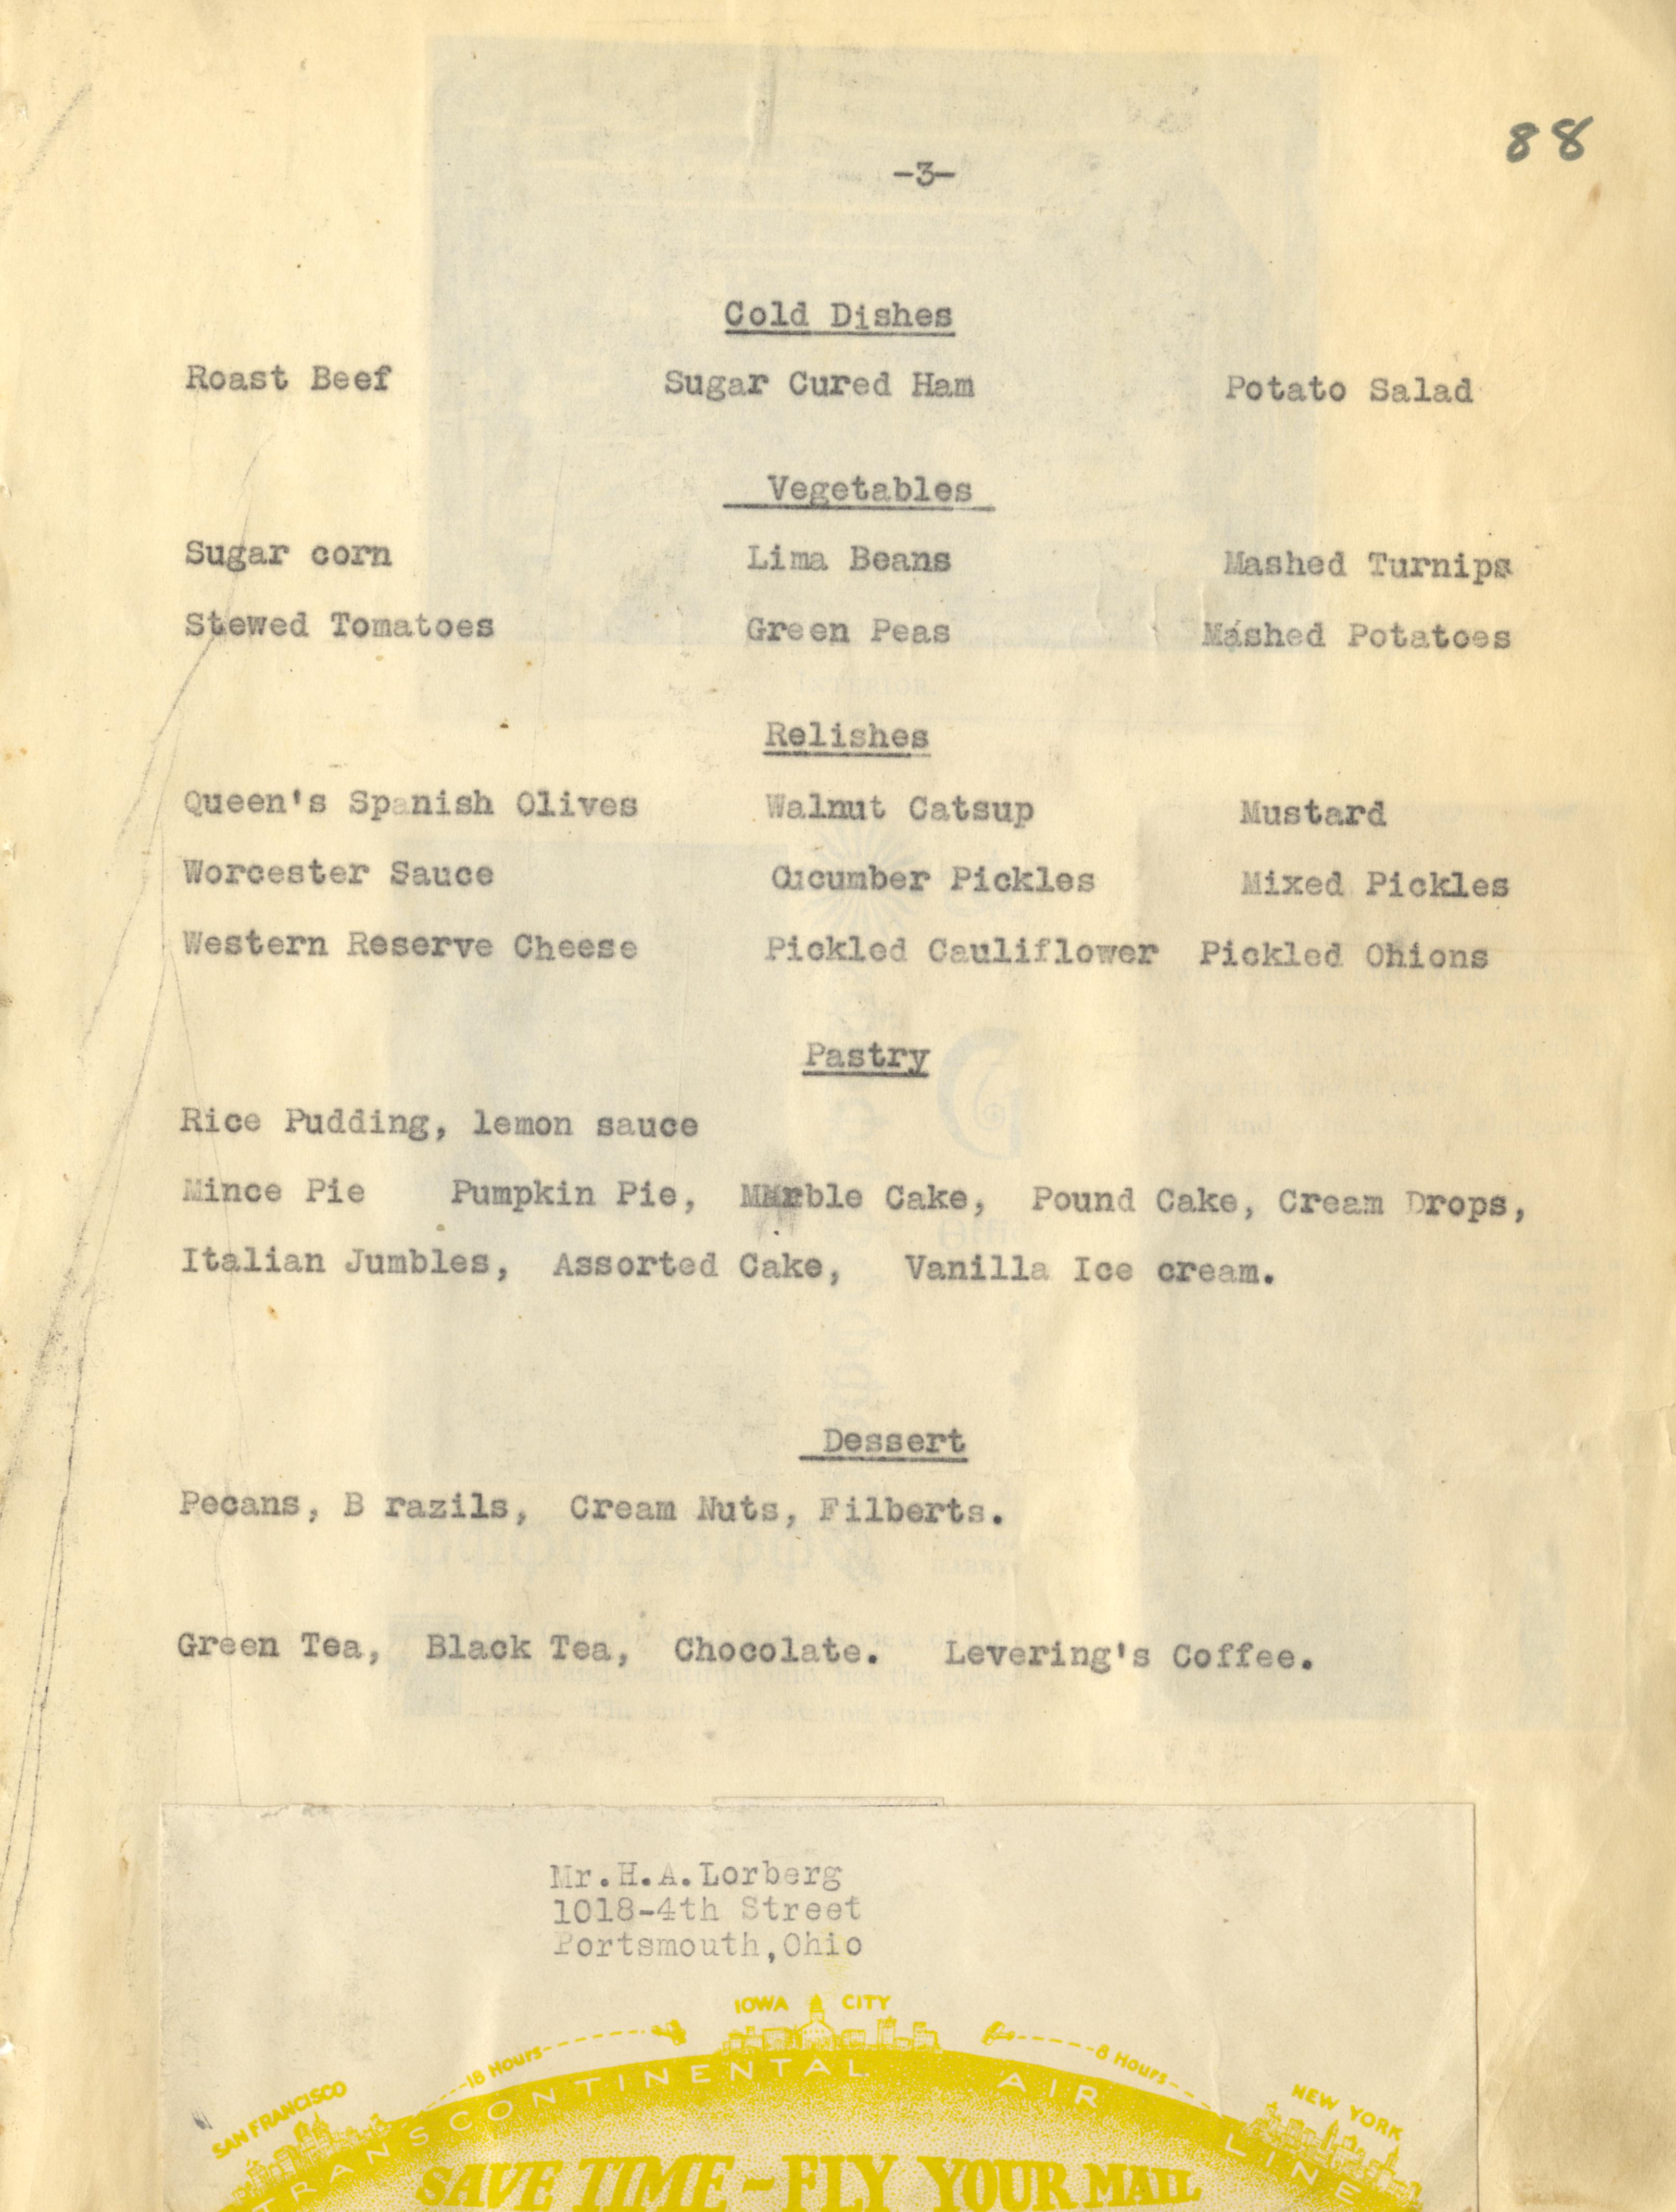 88
-3-
Cold Dishes
Roast Beef Sugar Cured Ham Potato Salad
Vegetables
Sugar corn Lima Beans Mashed Turnips
Stewed Tomatoes Green Peas Mashed Potatoes
INTERIOR.
Relishes
Queen's Spanish Olives Walnut Catsup Mustard
Worcester Sauce Cucumber Pickles Mixed Pickles
Western Reserve Cheese Pickled Cauliflower Pickled Ohions
Pastry
Rice Pudding, lemon sauce
Mince Pie Pumpkin Pie, Marble Cake, Pound Cake, Cream Drops,
Italian Jumbles, Assorted Cake, Vanilla Ice cream.
Dessert
Pecans, B razils, Cream Nuts, Filberts.
Green Tea, Black Tea, Chocolate. Levering's Coffee.
Mr.H.A.Lorberg
1018-4th Street
Portsmouth,Ohio
IOWA CITY
18 Hours 8 Hours
SAN FRANCISCO NEW YORK
TRANSCONTINENTAL AIR LINE
SAVE TIME - FLY YOUR MAIL